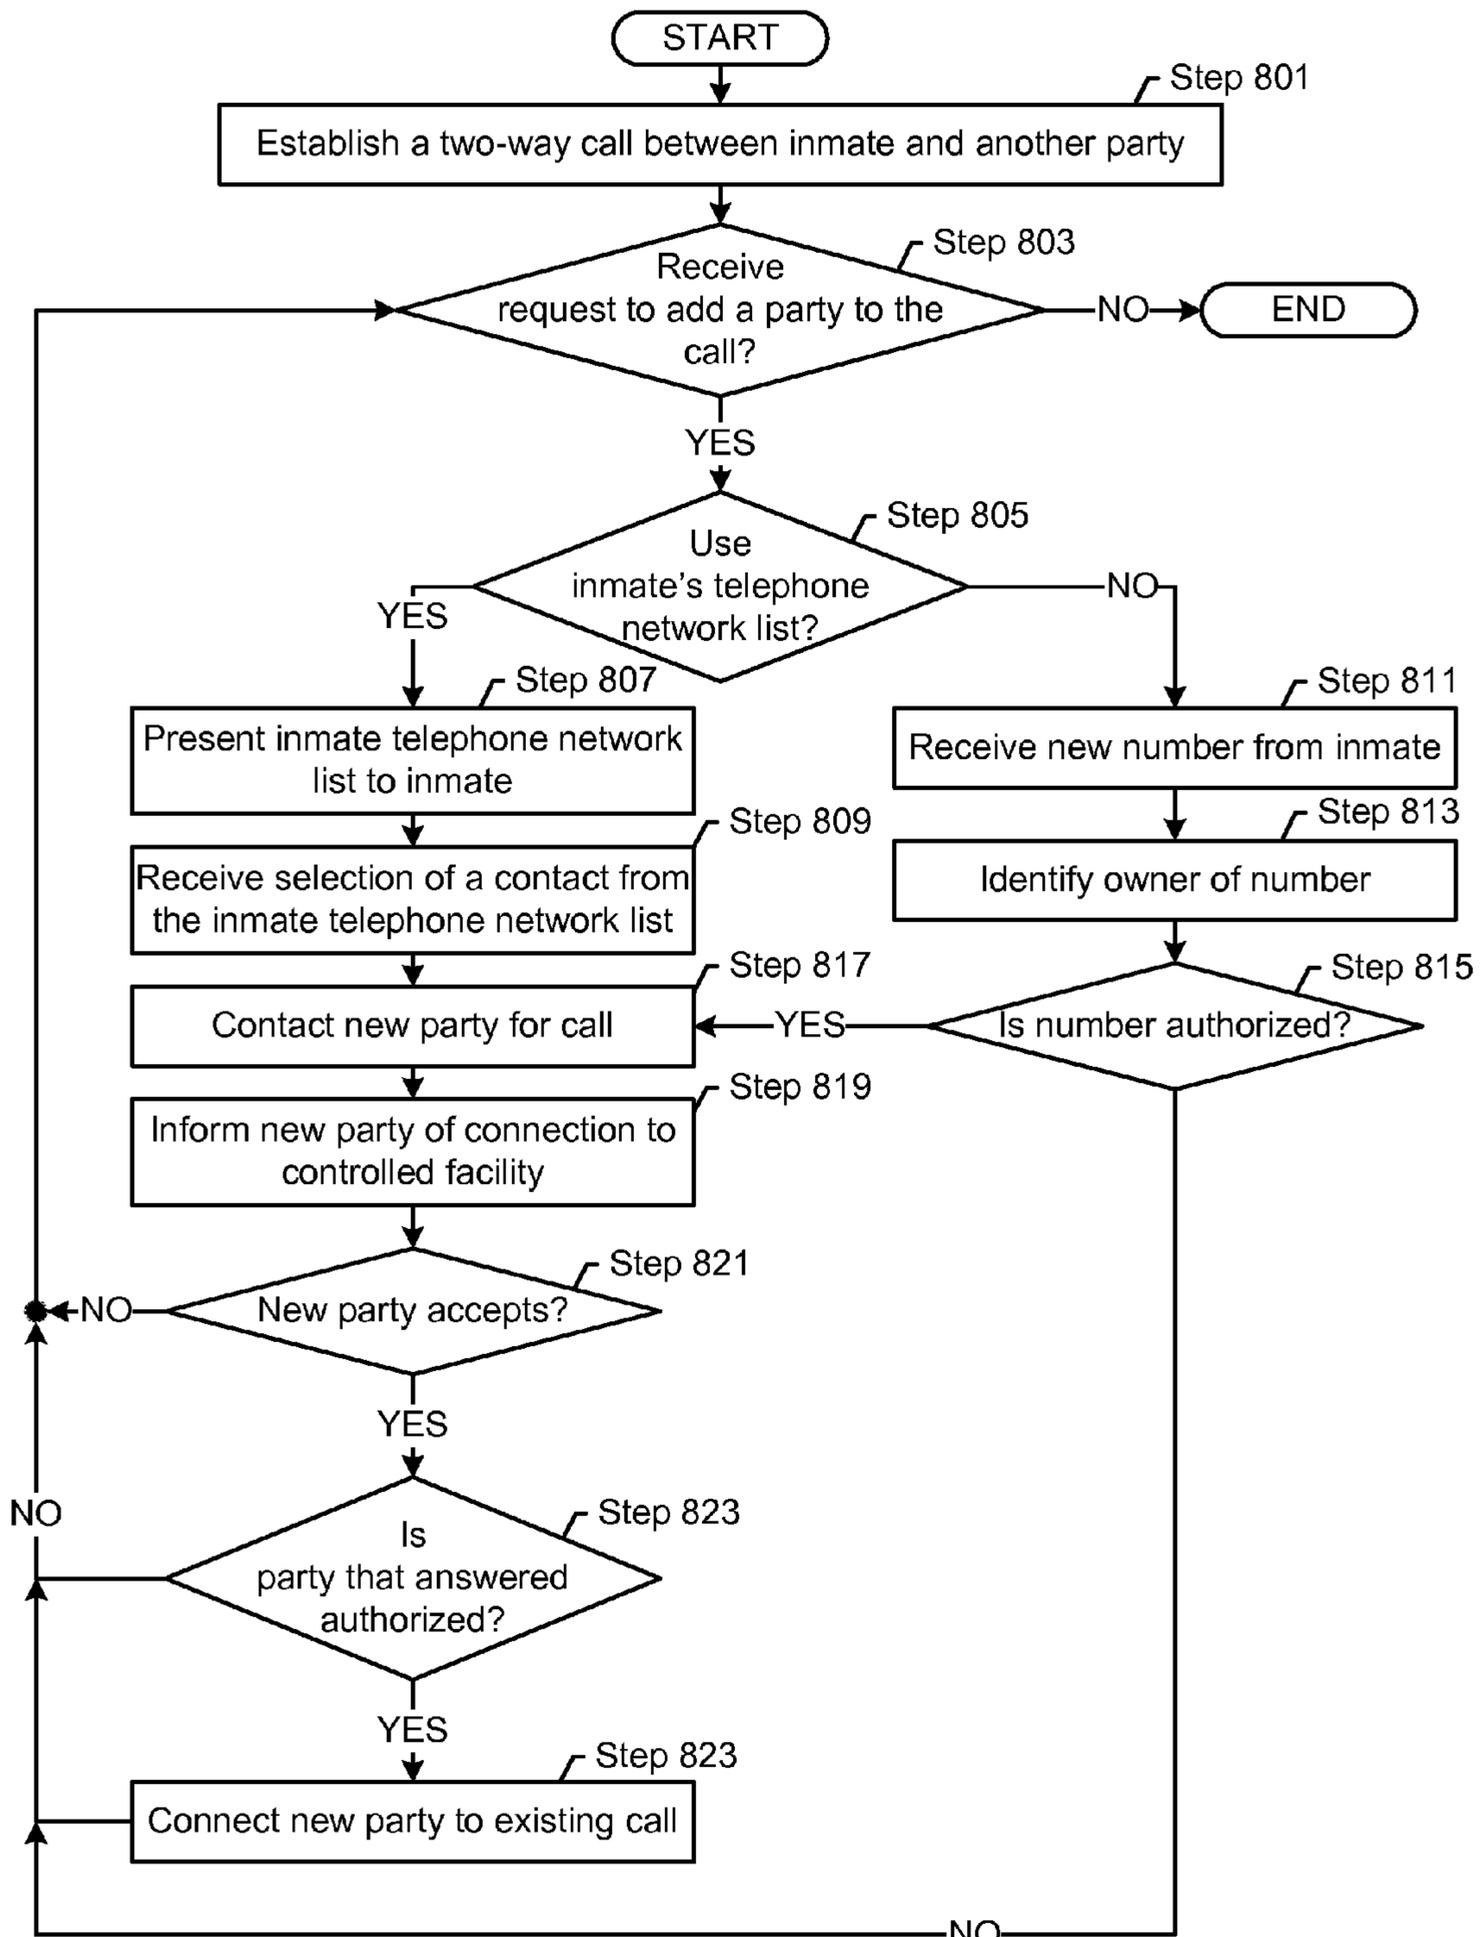 START
Step 801
Establish a two-way call between inmate and another party
Step 803
Receive
request to add a party to the
call?
NO
END
YES
Step 805
Use
inmate's telephone
network list?
YES
NO
Step 807
Present inmate telephone network
list to inmate
Step 811
Receive new number from inmate
Step 809
Receive selection of a contact from
the inmate telephone network list
Step 813
Identify owner of number
Step 817
Contact new party for call
YES
Step 815
Is number authorized?
Step 819
Inform new party of connection to
controlled facility
Step 821
New party accepts?
NO
YES
NO
Step 823
Is
party that answered
authorized?
YES
Step 823
Connect new party to existing call
NO